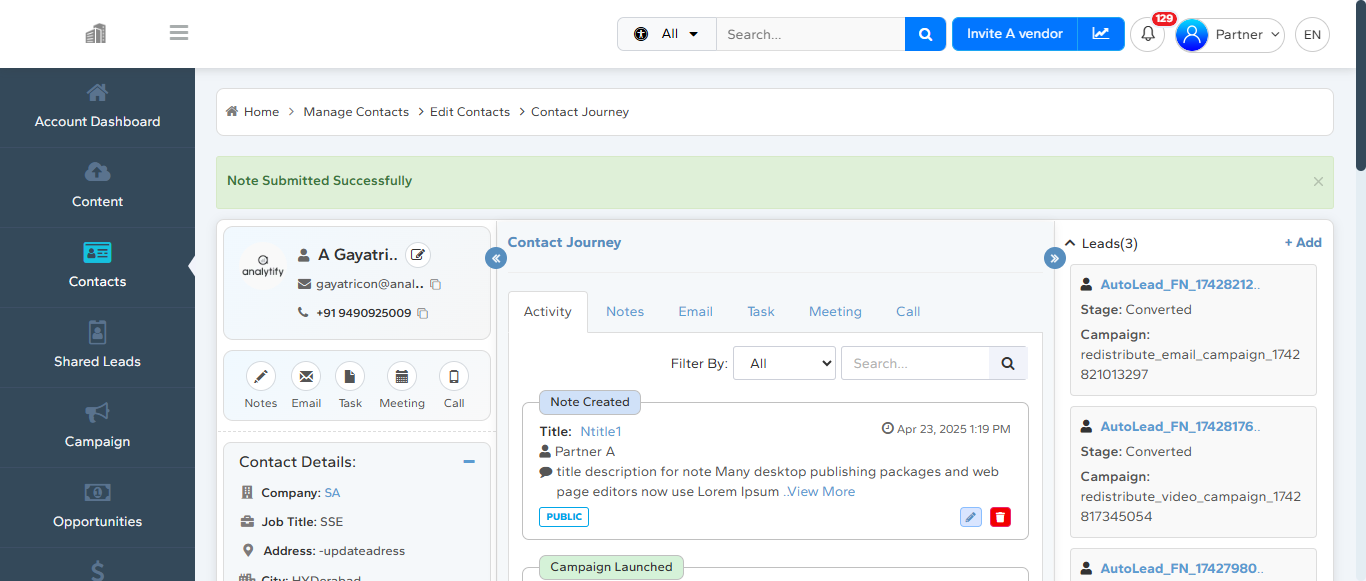 All
Search...
Invite A vendor
129
Partner
EN
Account Dashboard
Content
Contacts
Shared Leads
Campaign
Opportunities
Home > Manage Contacts > Edit Contacts > Contact Journey
Note Submitted Successfully
×
analytify
A Gayatri..
gayatricon@anal..
+91 9490925009
Notes Email Task Meeting Call
Contact Details:
Company: SA
Job Title: SSE
Address: -updateadress
City: HYDerabad
Contact Journey
Activity Notes Email Task Meeting Call
Filter By: All Search...
Note Created
Title: Ntitle1
Apr 23, 2025 1:19 PM
Partner A
title description for note Many desktop publishing packages and web
page editors now use Lorem Ipsum ..View More
PUBLIC
Campaign Launched
Leads(3)
+ Add
AutoLead_FN_17428212..
Stage: Converted
Campaign:
redistribute_email_campaign_1742
821013297
AutoLead_FN_17428176..
Stage: Converted
Campaign:
redistribute_video_campaign_1742
817345054
AutoLead_FN_17427980..